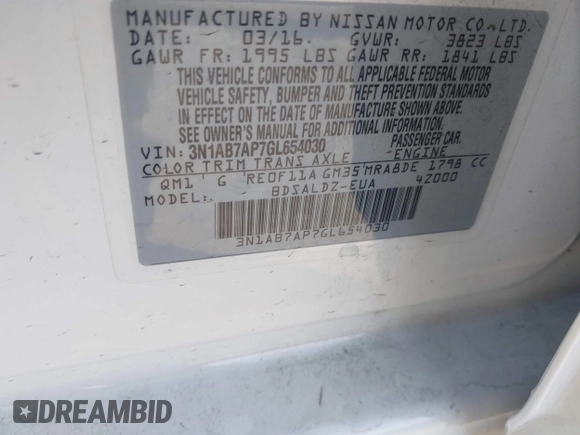 MANUFACTURED BY NISSAN MOTOR CO.,LTD.
DATE: 03/16. GVWR: 3823 LBS
GAWR FR: 1995 LBS GAWR RR: 1841 LBS
THIS VEHICLE CONFORMS TO ALL APPLICABLE FEDERAL MOTOR
VEHICLE SAFETY, BUMPER AND THEFT PREVENTION STANDARDS
IN EFFECT ON THE DATE OF MANUFACTURE SHOWN ABOVE.
SEE OWNER'S MANUAL FOR ADDITIONAL INFORMATION.
VIN: 3N1AB7AP7GL654030 PASSENGER CAR.
COLOR TRIM TRANS AXLE ENGINE
QM1 G RE0F11A GM35 MRA8DE 1798 CC
MODEL: BDSALDZ-EUA 42000
3N1AB7AP7GL654030
DREAMBID